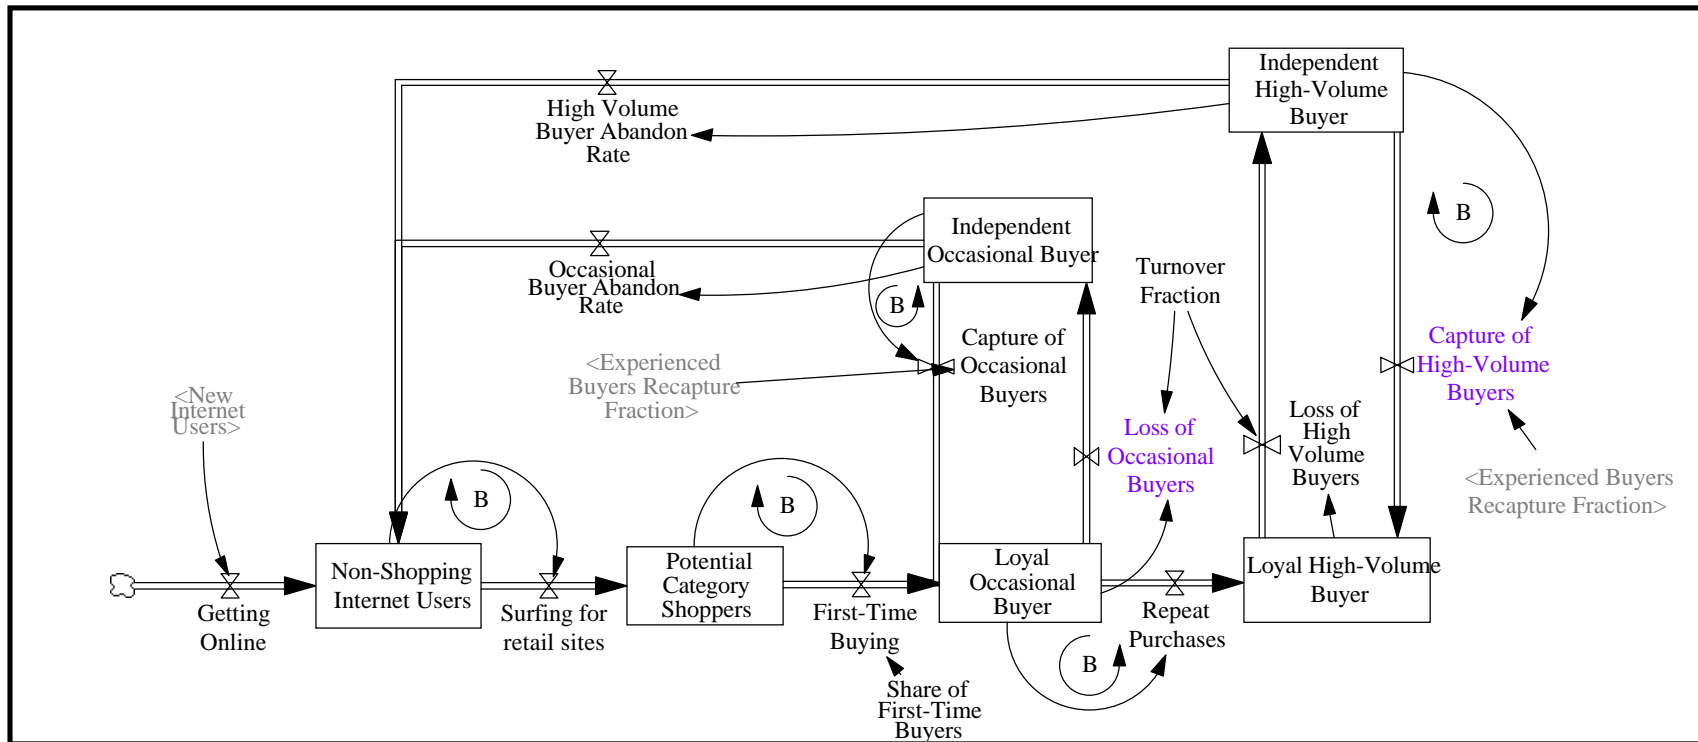 Independent
High-Volume
Buyer
High Volume
Buyer Abandon
Rate
B
Independent
Occasional Buyer
Occasional
Buyer Abandon
Rate
B
Turnover
Fraction
Capture of
Occasional
Buyers
<Experienced
Buyers Recapture
Fraction>
Capture of
High-Volume
Buyers
<New
Internet
Users>
Loss of
Occasional
Buyers
Loss of
High
Volume
Buyers
<Experienced Buyers
Recapture Fraction>
B
B
Non-Shopping
Internet Users
Potential
Category
Shoppers
Loyal
Occasional
Buyer
Loyal High-Volume
Buyer
Getting
Online
Surfing for
retail sites
First-Time
Buying
Repeat
Purchases
B
Share of
First-Time
Buyers